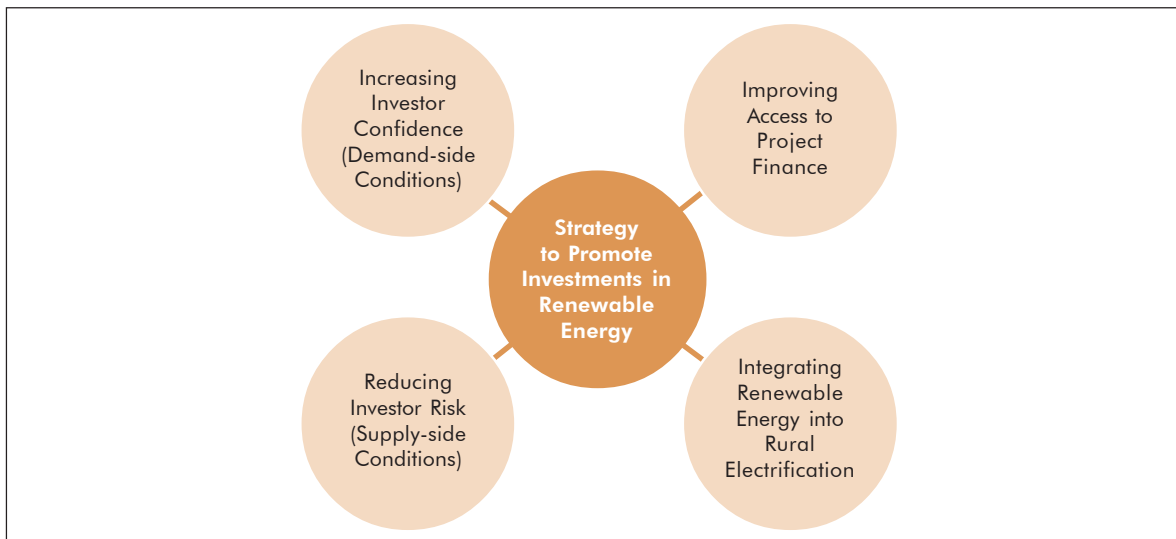 Increasing
Investor
Confidence
(Demand-side
Conditions)
Improving
Access to
Project
Finance
Strategy
to Promote
Investments in
Renewable
Energy
Reducing
Investor Risk
(Supply-side
Conditions)
Integrating
Renewable
Energy into
Rural
Electrification